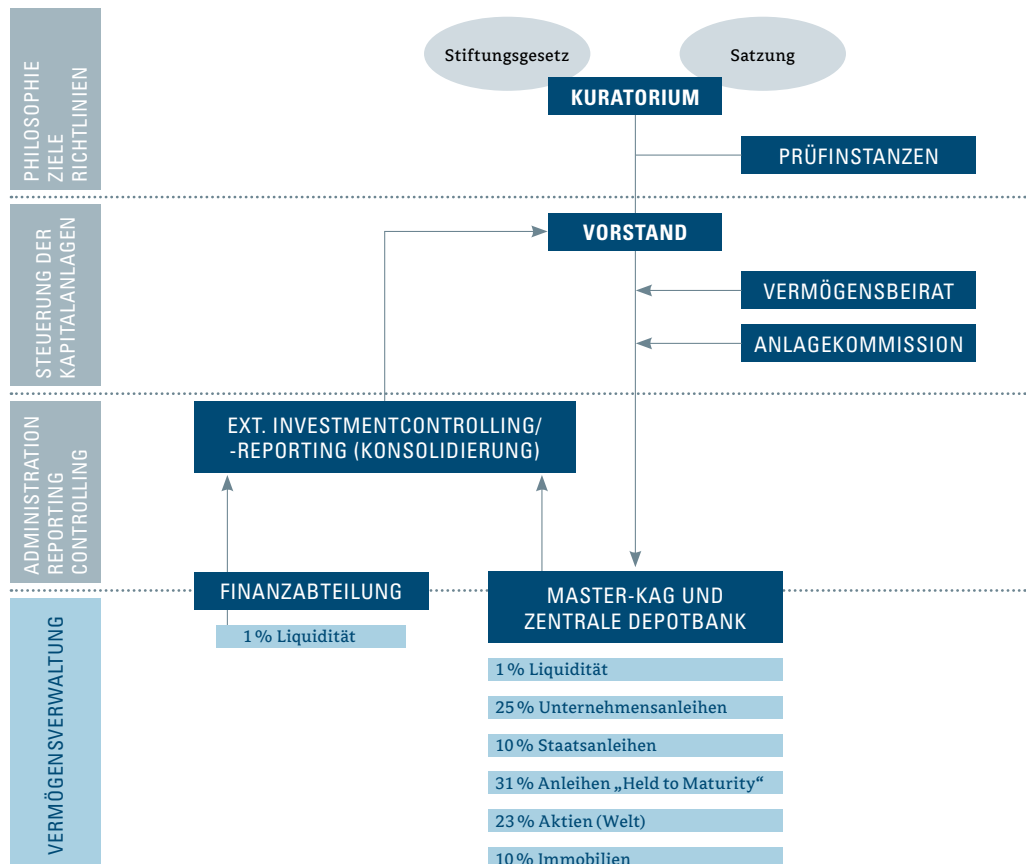 PHILOSOPHIE
ZIELE
RICHTLINIEN
Stiftungsgesetz
Satzung
KURATORIUM
PRÜFINSTANZEN
STEUERUNG DER
KAPITALANLAGEN
VORSTAND
VERMÖGENSBEIRAT
ANLAGEKOMMISSION
ADMINISTRATION
REPORTING
CONTROLLING
EXT. INVESTMENTCONTROLLING/
-REPORTING (KONSOLIDIERUNG)
FINANZABTEILUNG
1 % Liquidität
MASTER-KAG UND
ZENTRALE DEPOTBANK
VERMÖGENSVERWALTUNG
1 % Liquidität
25 % Unternehmensanleihen
10 % Staatsanleihen
31 % Anleihen „Held to Maturity“
23 % Aktien (Welt)
10 % Immobilien